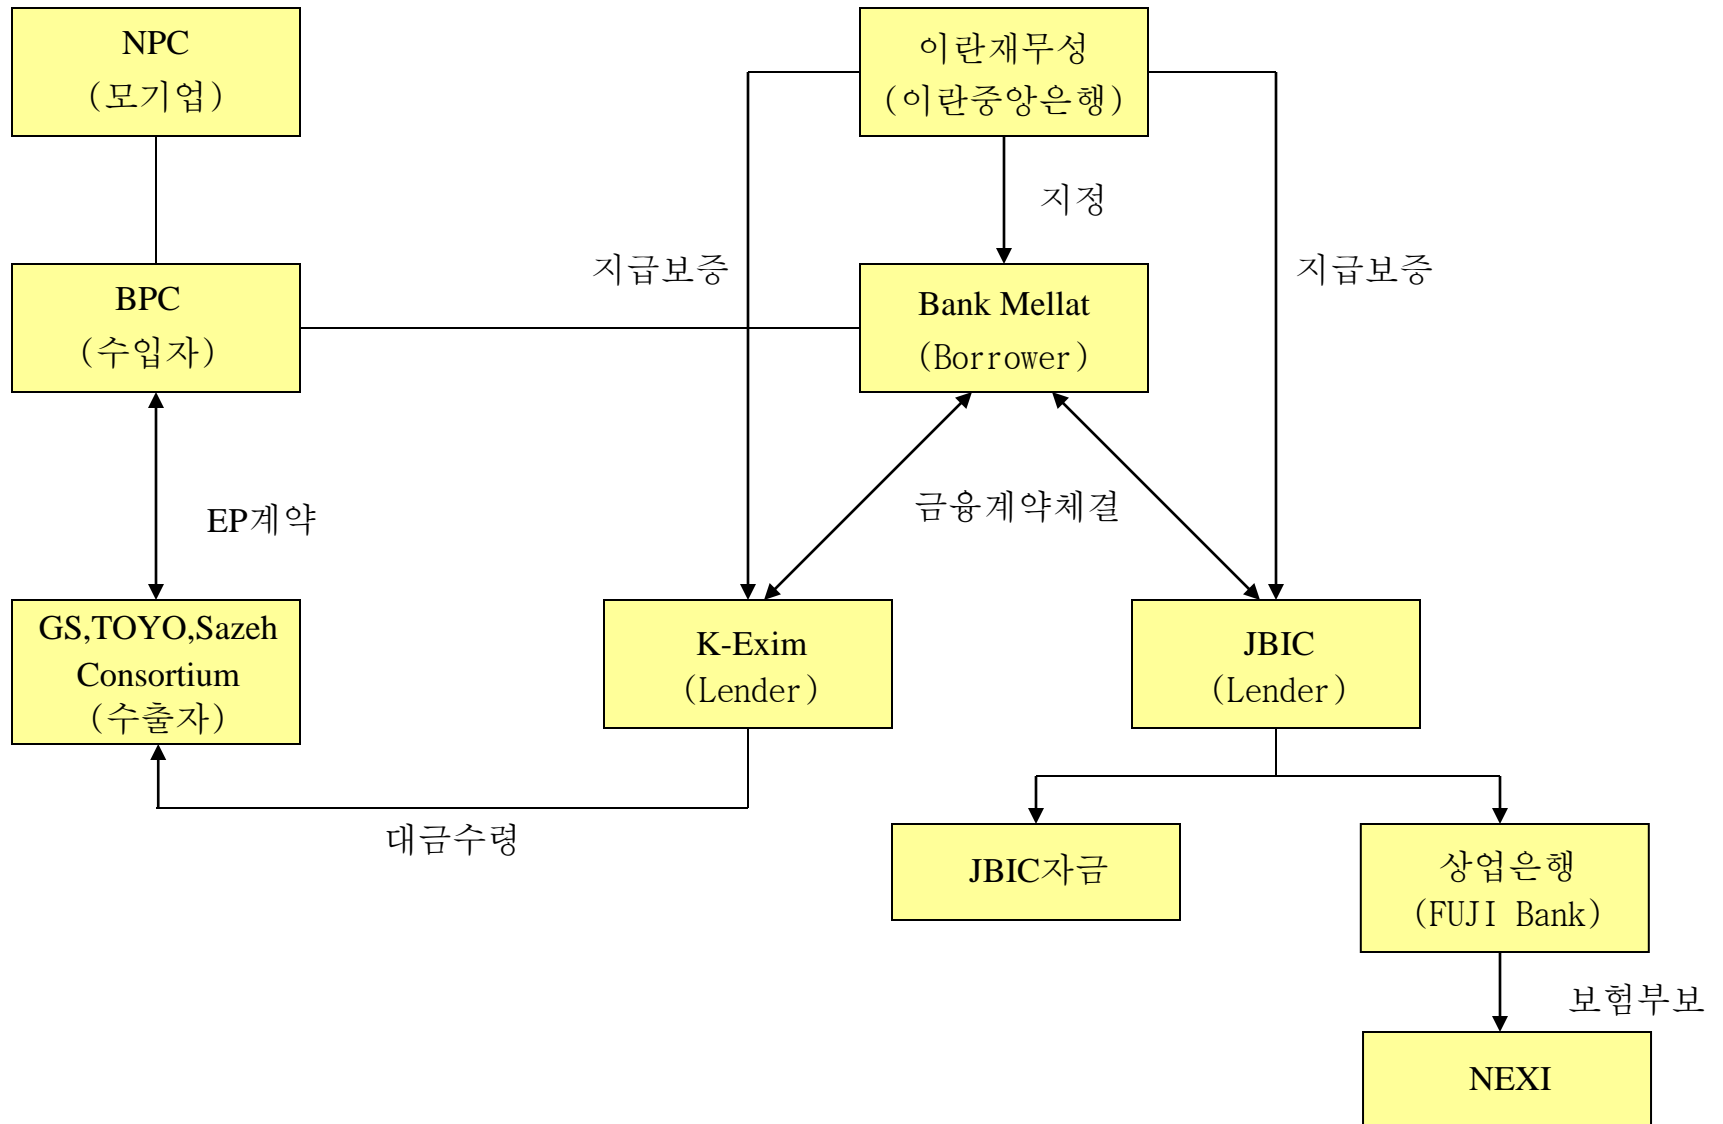 NPC
(모기업)
이란재무성
(이란중앙은행)
지정
지급보증
지급보증
BPC
(수입자)
Bank Mellat
(Borrower)
EP계약
금융계약체결
GS,TOYO,Sazeh
Consortium
(수출자)
K-Exim
(Lender)
JBIC
(Lender)
대금수령
JBIC자금
상업은행
(FUJI Bank)
보험부보
NEXI